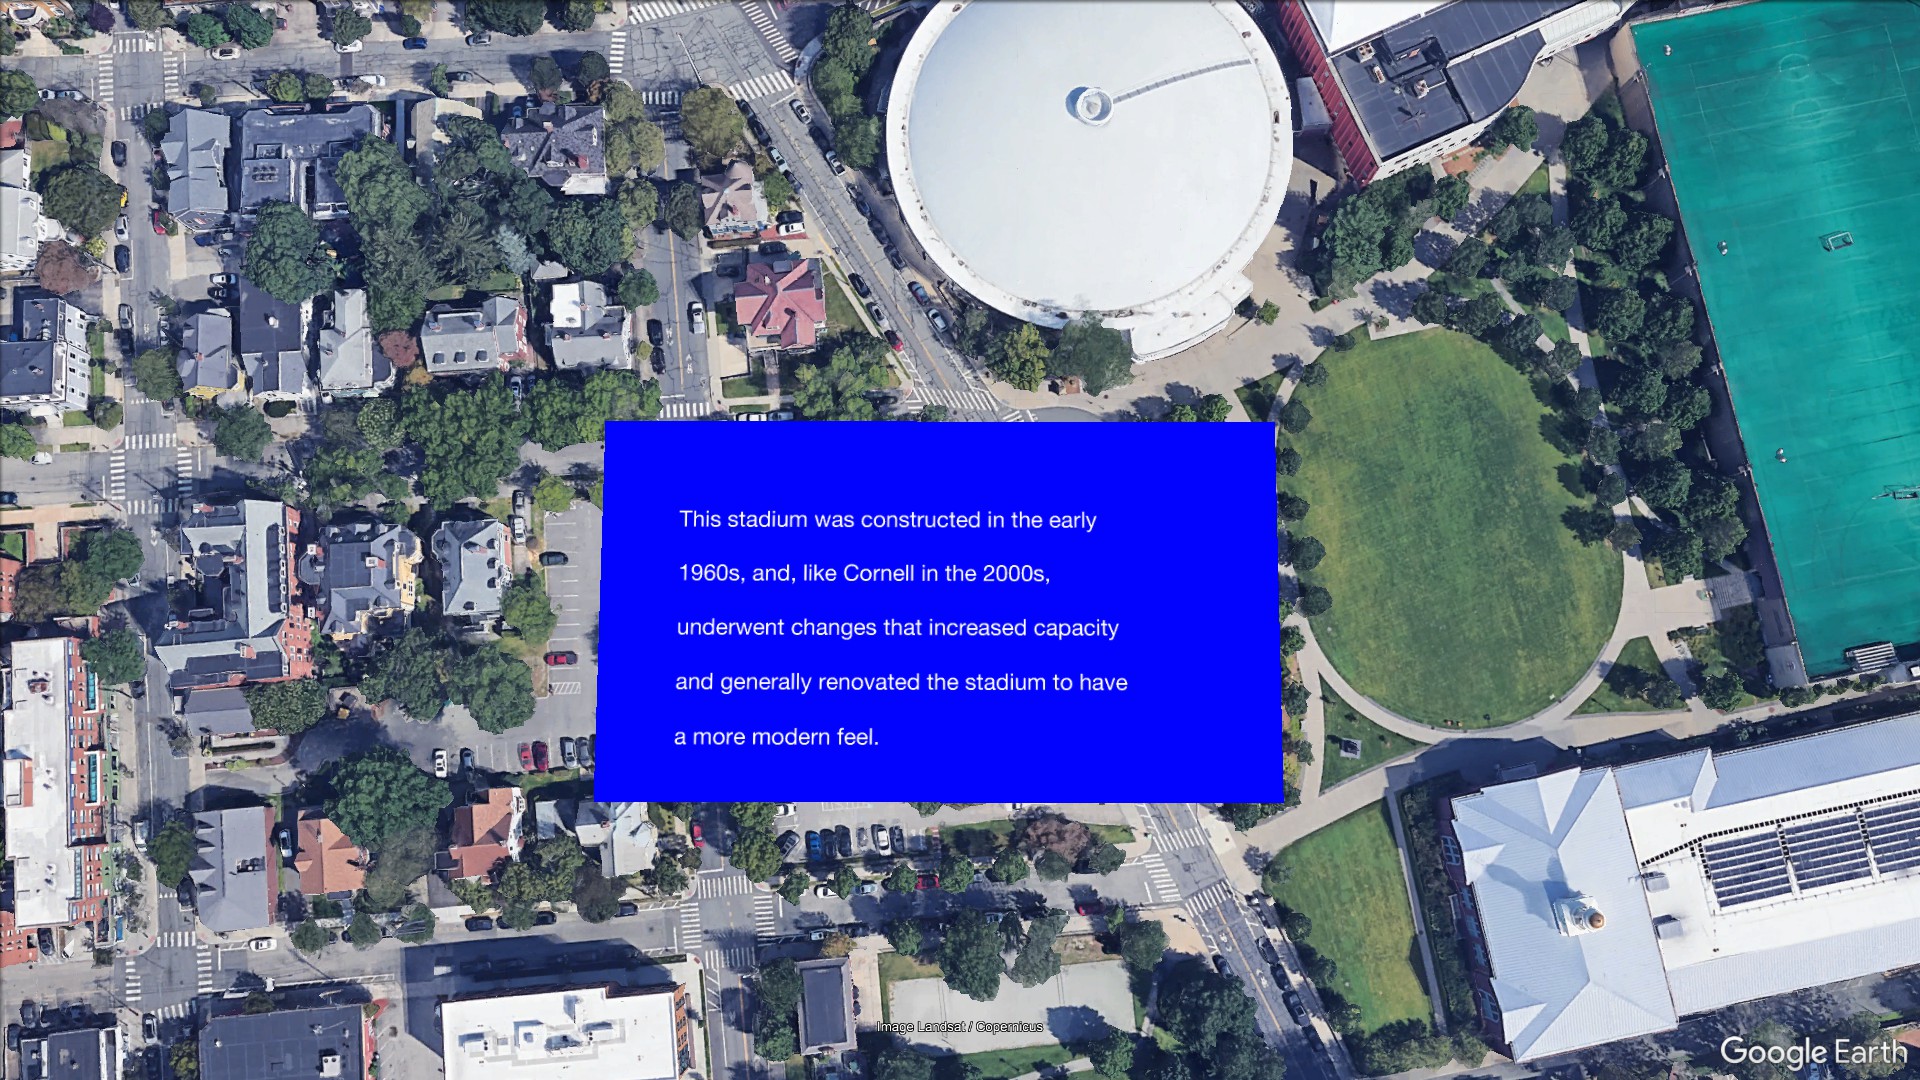 This stadium was constructed in the early
1960s, and, like Cornell in the 2000s,
underwent changes that increased capacity
and generally renovated the stadium to have
a more modern feel.
Image Landsat / Copernicus
Google Earth